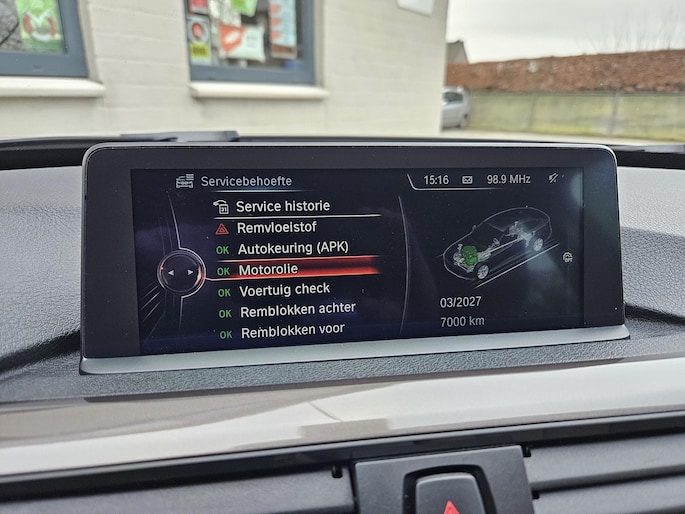 Servicebehoefte
15:16 98.9 MHz
Service historie
Remvloeistof
OK Autokeuring (APK)
OK Motorolie
OK Voertuig check
OK Remblokken achter
OK Remblokken voor
03/2027
7000 km
OFF